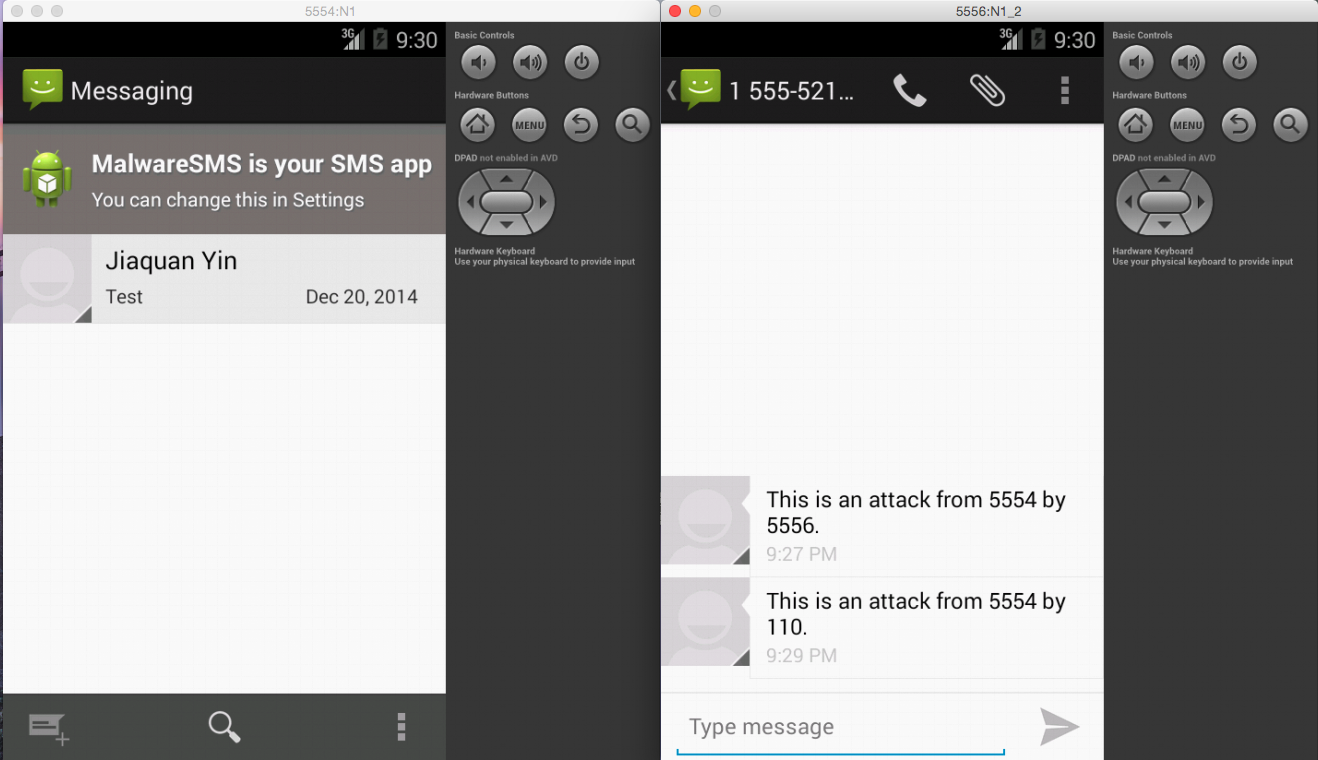 5554:N1
3G 9:30
Messaging
MalwareSMS is your SMS app
You can change this in Settings
Jiaquan Yin
Test Dec 20, 2014
Basic Controls
Hardware Buttons
MENU
DPAD not enabled in AVD
Hardware Keyboard
Use your physical keyboard to provide input
5556:N1_2
3G 9:30
1 555-521...
This is an attack from 5554 by
5556.
9:27 PM
This is an attack from 5554 by
110.
9:29 PM
Type message
Basic Controls
Hardware Buttons
MENU
DPAD not enabled in AVD
Hardware Keyboard
Use your physical keyboard to provide input